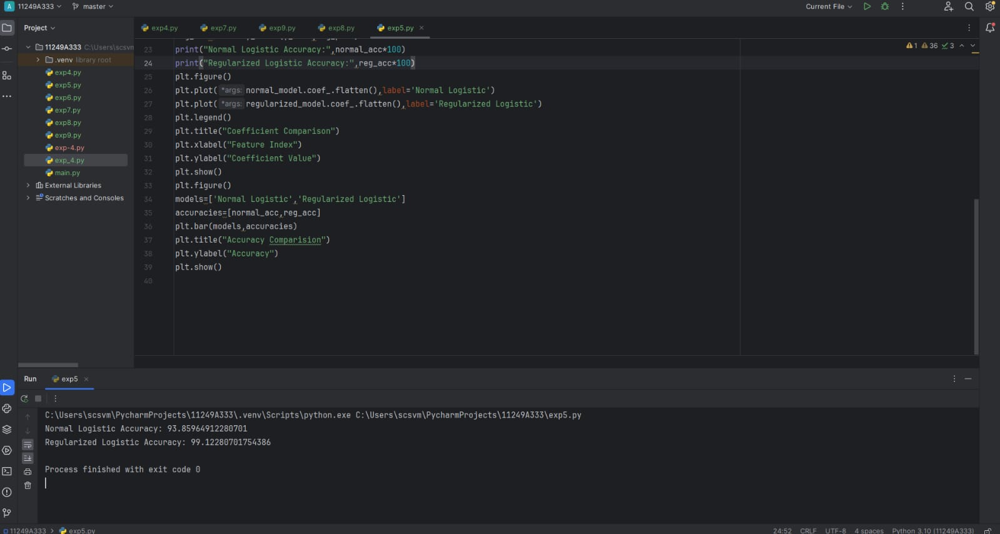 A 11249A333 master Current File
Project exp4.py exp7.py exp9.py exp8.py exp5.py
11249A333 C:\Users\scsvm
.venv library root
exp4.py
exp5.py
exp6.py
exp7.py
exp8.py
exp9.py
exp-4.py
exp_4.py
main.py
External Libraries
Scratches and Consoles
1 36 3
23 print("Normal Logistic Accuracy:",normal_acc*100)
24 print("Regularized Logistic Accuracy:",reg_acc*100)
25 plt.figure()
26 plt.plot( *args: normal_model.coef_.flatten(),label='Normal Logistic')
27 plt.plot( *args: regularized_model.coef_.flatten(),label='Regularized Logistic')
28 plt.legend()
29 plt.title("Coefficient Comparison")
30 plt.xlabel("Feature Index")
31 plt.ylabel("Coefficient Value")
32 plt.show()
33 plt.figure()
34 models=['Normal Logistic','Regularized Logistic']
35 accuracies=[normal_acc,reg_acc]
36 plt.bar(models,accuracies)
37 plt.title("Accuracy Comparision")
38 plt.ylabel("Accuracy")
39 plt.show()
40
Run exp5
C:\Users\scsvm\PycharmProjects\11249A333\.venv\Scripts\python.exe C:\Users\scsvm\PycharmProjects\11249A333\exp5.py
Normal Logistic Accuracy: 93.85964912280701
Regularized Logistic Accuracy: 99.12280701754386
Process finished with exit code 0
11249A333 exp5.py 24:52 CRLF UTF-8 4 spaces Python 3.10 (11249A333)